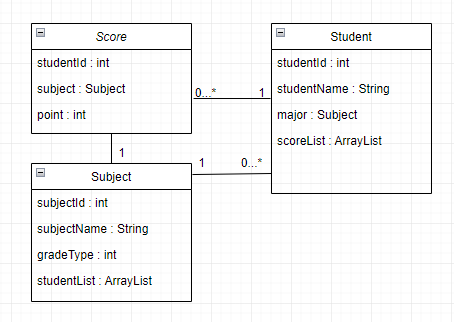 Score
studentId : int
subject : Subject
point : int
Student
studentId : int
studentName : String
major : Subject
scoreList : ArrayList
0...*
1
1
1
0...*
Subject
subjectId : int
subjectName : String
gradeType : int
studentList : ArrayList